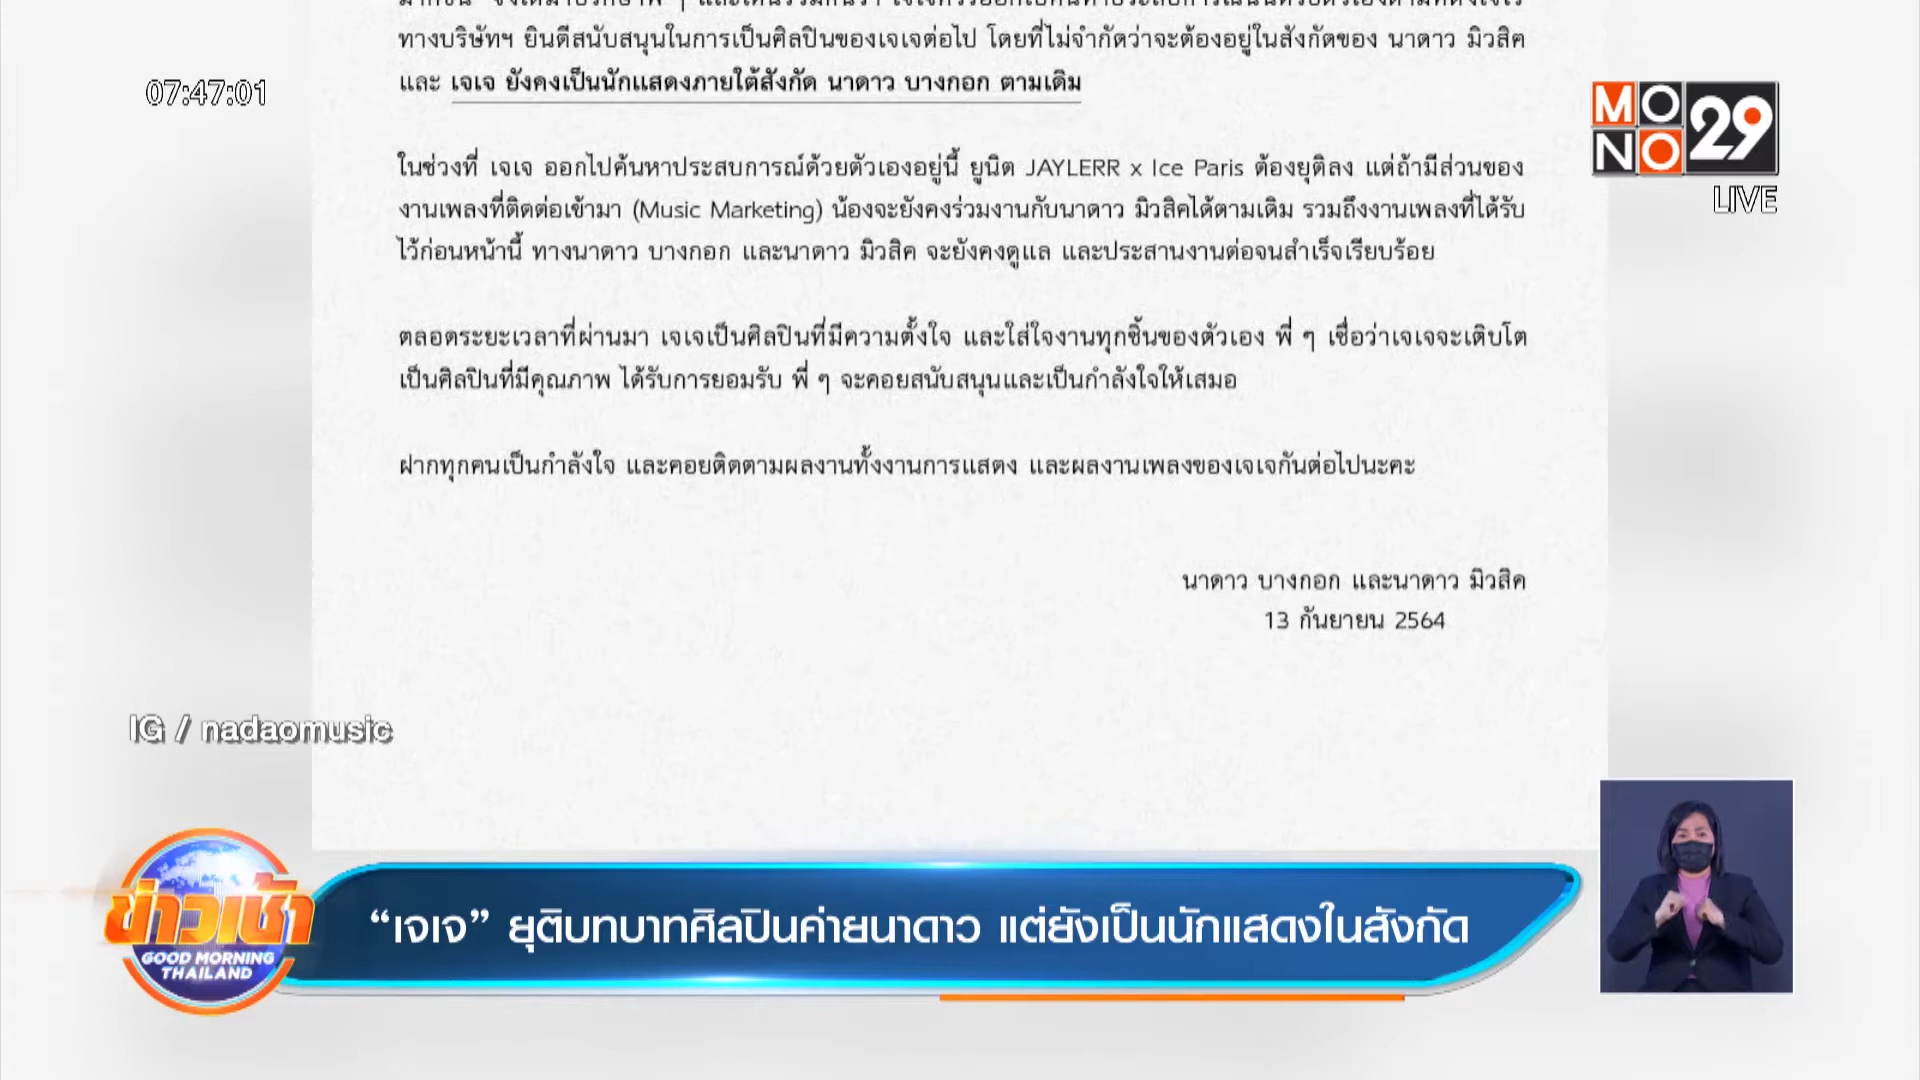 ทางบริษัทฯ ยินดีสนับสนุนในการเป็นศิลปินของเจเจต่อไป โดยที่ไม่จำกัดว่าจะต้องอยู่ในสังกัดของ นาดาว มิวสิค
และ เจเจ ยังคงเป็นนักแสดงภายใต้สังกัด นาดาว บางกอก ตามเดิม
07:47:01
MONO 29
LIVE
ในช่วงที่ เจเจ ออกไปค้นหาประสบการณ์ด้วยตัวเองอยู่นี้ ยูนิต JAYLERR x Ice Paris ต้องยุติลง แต่ถ้ามีส่วนของ
งานเพลงที่ติดต่อเข้ามา (Music Marketing) น้องจะยังคงร่วมงานกับนาดาว มิวสิคได้ตามเดิม รวมถึงงานเพลงที่ได้รับ
ไว้ก่อนหน้านี้ ทางนาดาว บางกอก และนาดาว มิวสิค จะยังคงดูแล และประสานงานต่อจนสำเร็จเรียบร้อย
ตลอดระยะเวลาที่ผ่านมา เจเจเป็นศิลปินที่มีความตั้งใจ และใส่ใจงานทุกชิ้นของตัวเอง พี่ ๆ เชื่อว่าเจเจจะเติบโต
เป็นศิลปินที่มีคุณภาพ ได้รับการยอมรับ พี่ ๆ จะคอยสนับสนุนและเป็นกำลังใจให้เสมอ
ฝากทุกคนเป็นกำลังใจ และคอยติดตามผลงานทั้งงานการแสดง และผลงานเพลงของเจเจกันต่อไปนะคะ
นาดาว บางกอก และนาดาว มิวสิค
13 กันยายน 2564
IG / nadaomusic
ข่าวเช้า
GOOD MORNING
THAILAND
“เจเจ” ยุติบทบาทศิลปินค่ายนาดาว แต่ยังเป็นนักแสดงในสังกัด